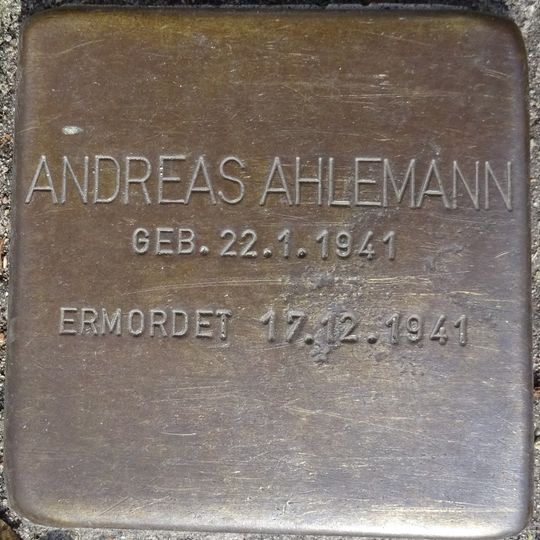 ANDREAS AHLEMANN
GEB. 22.1.1941
ERMORDET 17.12.1941